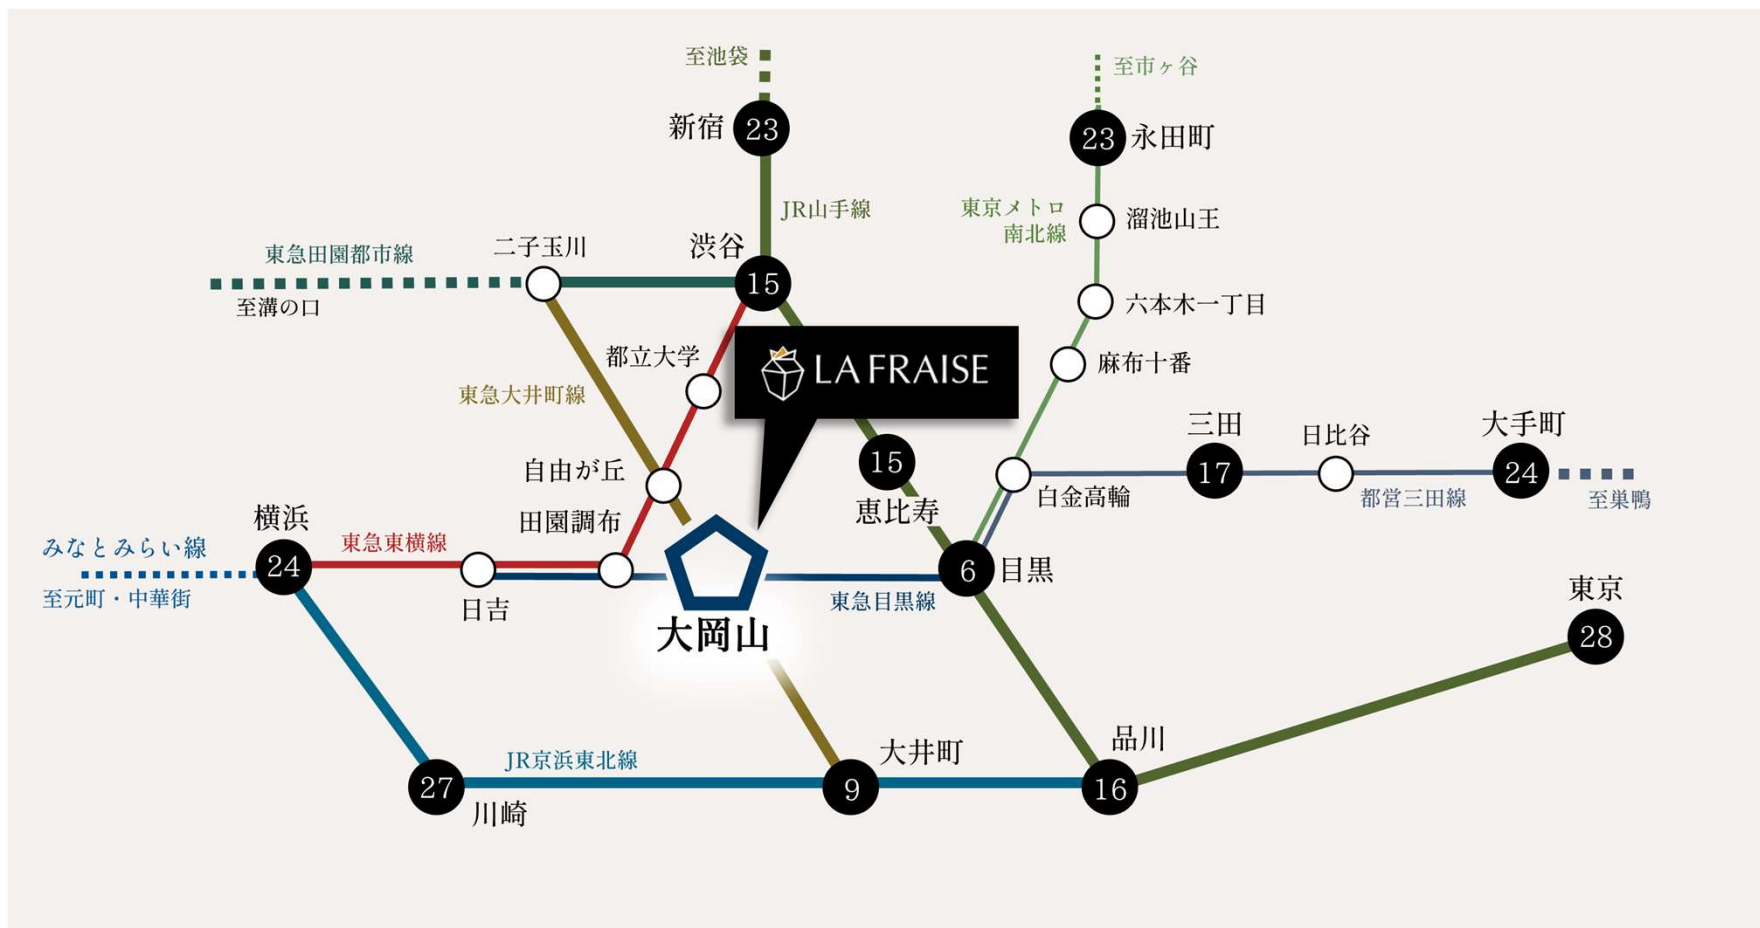 至池袋
新宿 23
JR山手線
至市ヶ谷
23 永田町
東京メトロ
南北線
溜池山王
六本木一丁目
麻布十番
東急田園都市線
至溝の口
二子玉川
渋谷
15
都立大学
LA FRAISE
東急大井町線
自由が丘
田園調布
15
恵比寿
三田
17
日比谷
大手町
24
白金高輪
都営三田線
至巣鴨
横浜
24
みなとみらい線
至元町・中華街
東急東横線
日吉
大岡山
東急目黒線
6 目黒
東京
28
JR京浜東北線
27
川崎
大井町
9
品川
16